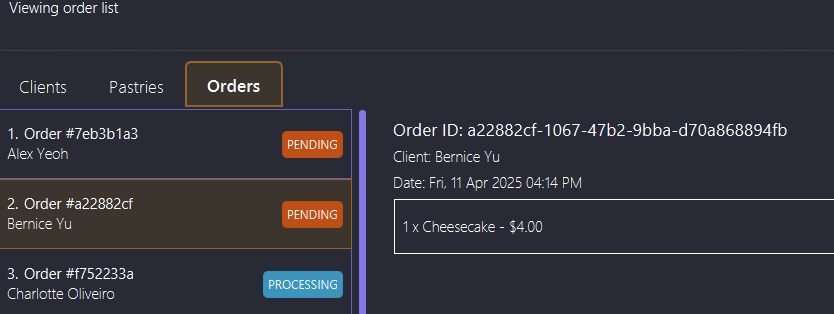 Viewing order list
Clients
Pastries
Orders
1. Order #7eb3b1a3
Alex Yeoh
PENDING
2. Order #a22882cf
Bernice Yu
PENDING
3. Order #f752233a
Charlotte Oliveiro
PROCESSING
Order ID: a22882cf-1067-47b2-9bba-d70a868894fb
Client: Bernice Yu
Date: Fri, 11 Apr 2025 04:14 PM
1 x Cheesecake - $4.00